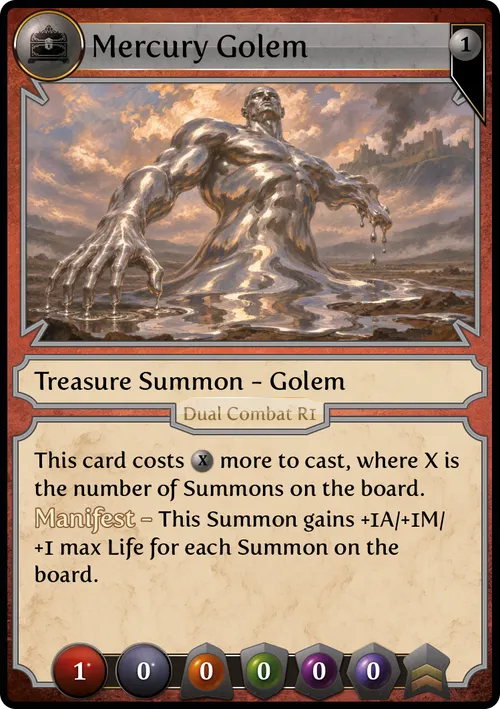 Mercury Golem
1
Treasure Summon - Golem
Dual Combat R1
This card costs X more to cast, where X is
the number of Summons on the board.
Manifest - This Summon gains +1A/+1M/
+1 max Life for each Summon on the
board.
1* 0* 0 0 0 0